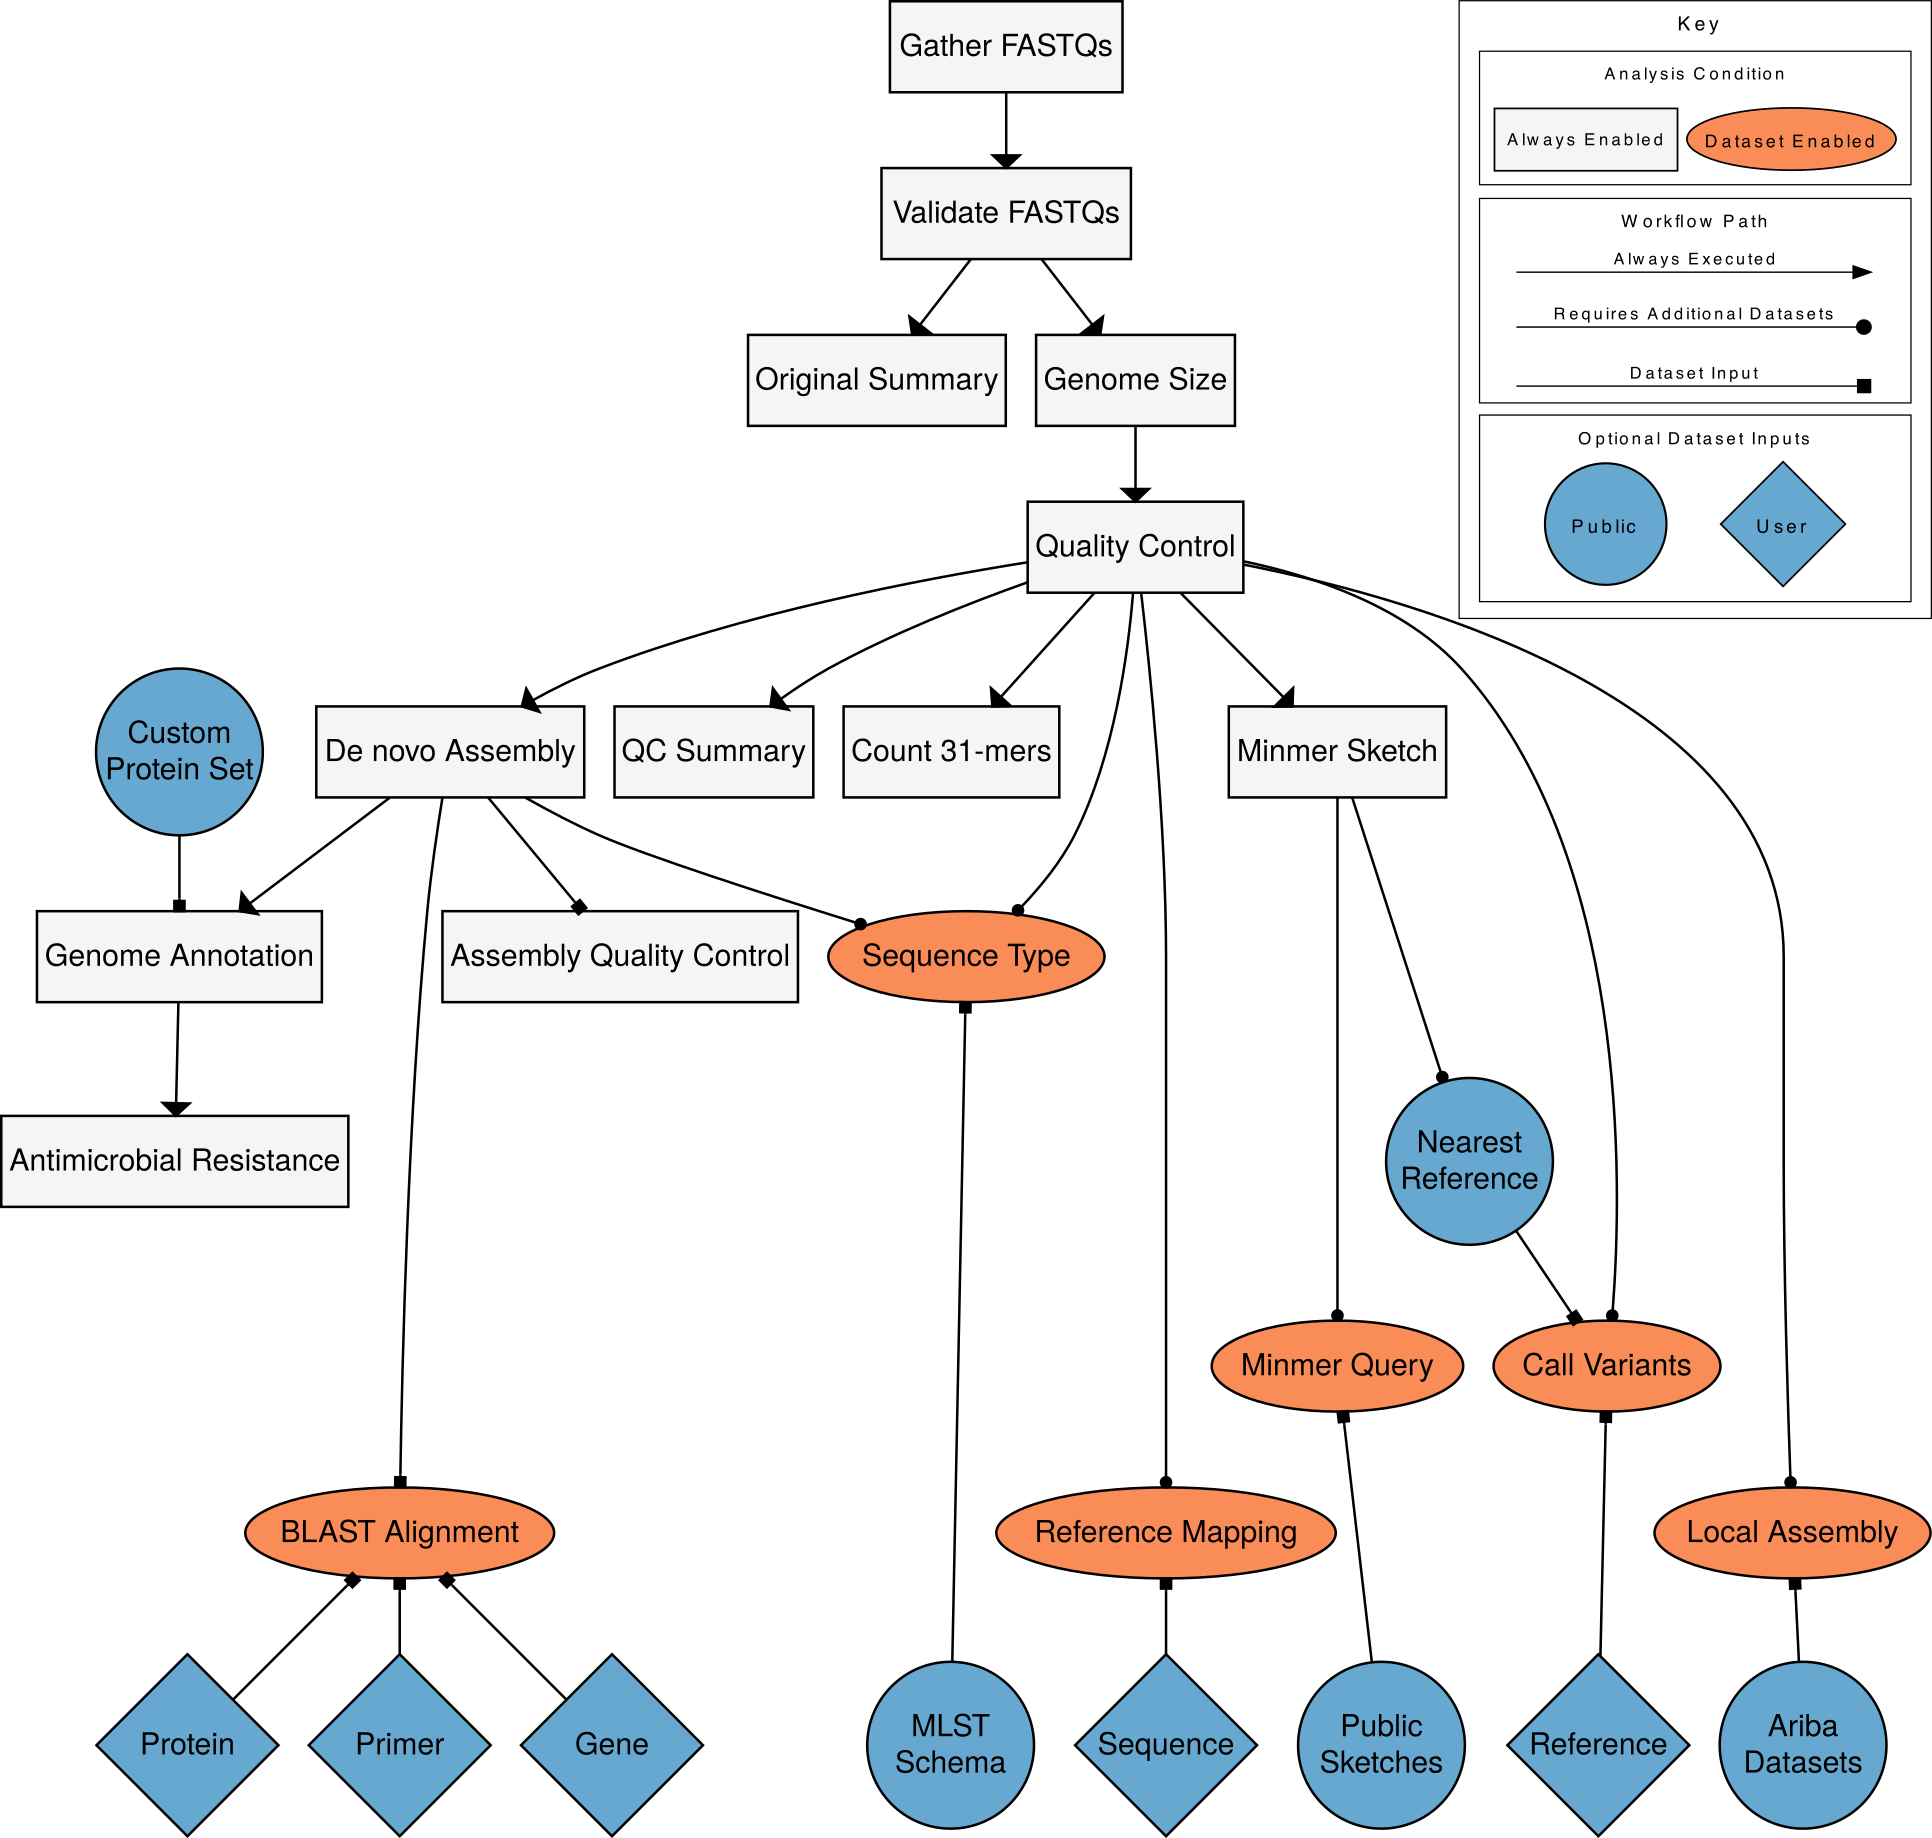 Gather FASTQs
Validate FASTQs
Original Summary
Genome Size
Quality Control
Key
Analysis Condition
Always Enabled
Dataset Enabled
Workflow Path
Always Executed
Requires Additional Datasets
Dataset Input
Optional Dataset Inputs
Public
User
Custom
Protein Set
De novo Assembly
QC Summary
Count 31-mers
Minmer Sketch
Genome Annotation
Assembly Quality Control
Sequence Type
Antimicrobial Resistance
Nearest
Reference
Minmer Query
Call Variants
BLAST Alignment
Reference Mapping
Local Assembly
Protein
Primer
Gene
MLST
Schema
Sequence
Public
Sketches
Reference
Ariba
Datasets